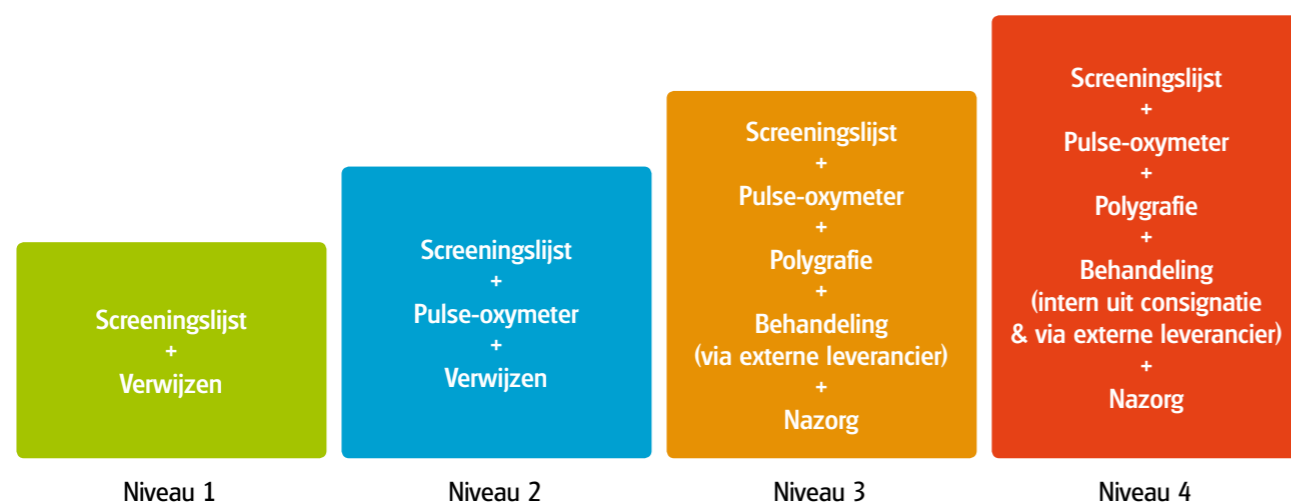 Screeningslijst
+
Verwijzen
Niveau 1
Screeningslijst
+
Pulse-oxymeter
+
Verwijzen
Niveau 2
Screeningslijst
+
Pulse-oxymeter
+
Polygrafie
+
Behandeling
(via externe leverancier)
+
Nazorg
Niveau 3
Screeningslijst
+
Pulse-oxymeter
+
Polygrafie
+
Behandeling
(intern uit consignatie
& via externe leverancier)
+
Nazorg
Niveau 4